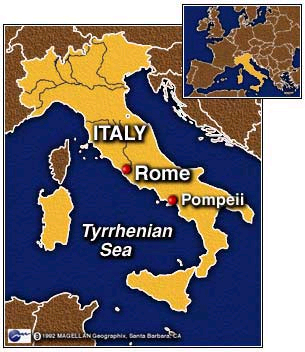 ITALY
Rome
Pompeii
Tyrrhenian
Sea
© 1992 MAGELLAN Geographix, Santa Barbara, CA